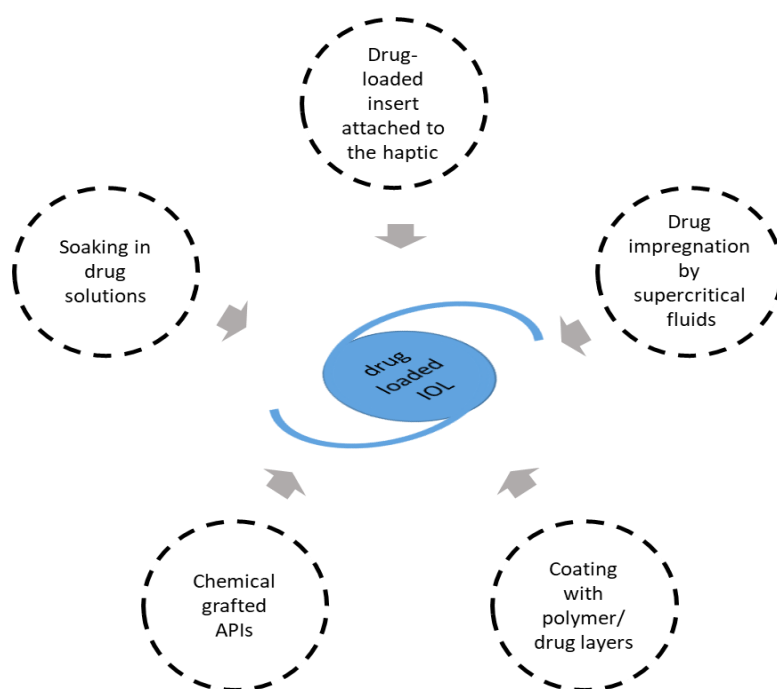 Drug-
loaded
insert
attached to
the haptic
Soaking in
drug
solutions
Drug
impregnation
by
supercritical
fluids
drug
loaded
IOL
Chemical
grafted
APIs
Coating
with
polymer/
drug layers